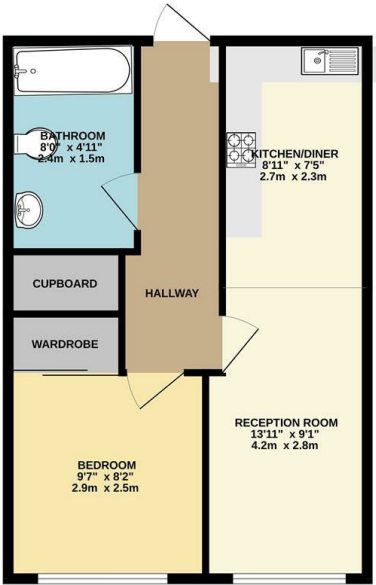 BATHROOM
8'0" x 4'11"
2.4m x 1.5m
KITCHEN/DINER
8'11" x 7'5"
2.7m x 2.3m
CUPBOARD
HALLWAY
WARDROBE
RECEPTION ROOM
13'11" x 9'1"
4.2m x 2.8m
BEDROOM
9'7" x 8'2"
2.9m x 2.5m